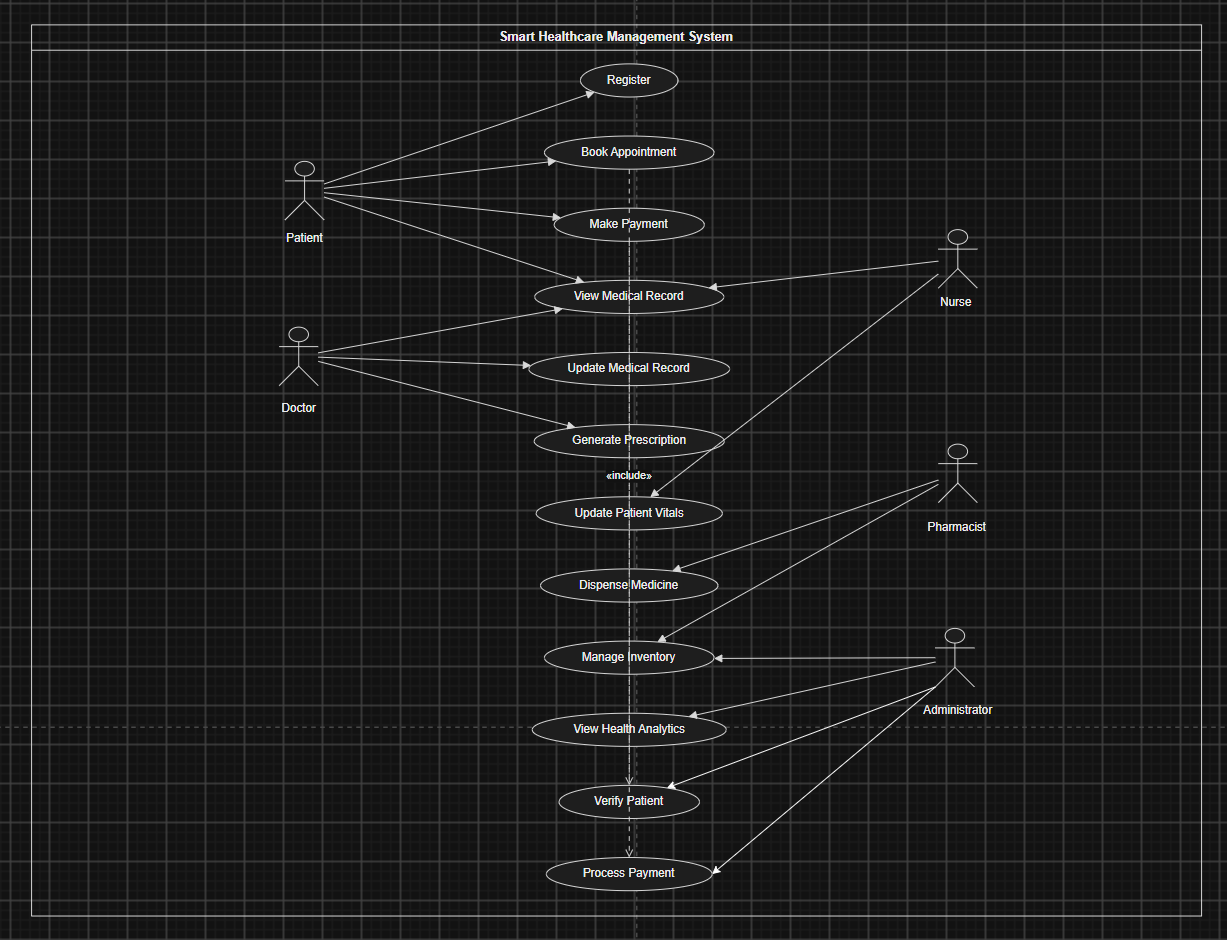 Smart Healthcare Management System
Register
Book Appointment
Make Payment
Patient
View Medical Record
Nurse
Update Medical Record
Doctor
Generate Prescription
«include»
Update Patient Vitals
Pharmacist
Dispense Medicine
Manage Inventory
Administrator
View Health Analytics
Verify Patient
Process Payment